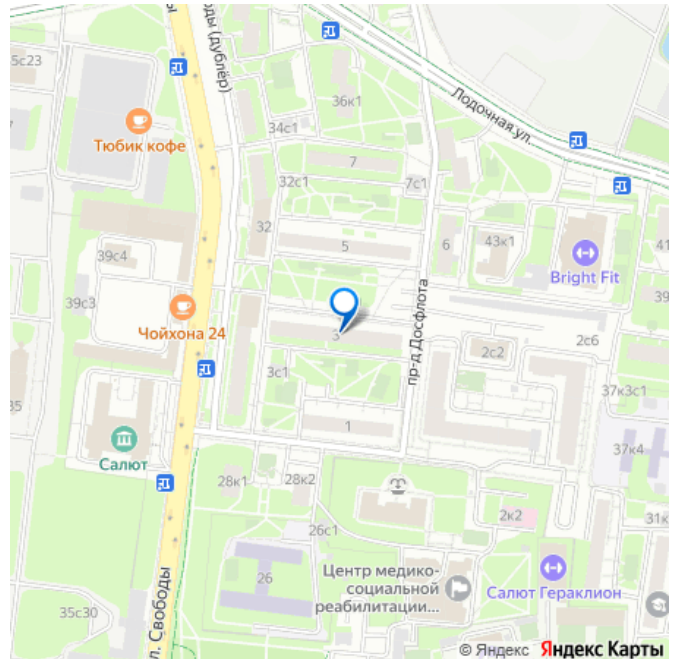 35с23
ды (дублёр)
36к1
Лодочная ул.
Тюбик кофе
34с1
7
7с1
32с1
32
5
6
43к1
41
39с4
Bright Fit
39с3
39
Чойхона 24
3
пр-д Досфлота
2с2
2с6
3с1
37к3с1
35
1
Салют
37к4
28к1
28к2
2к2
26с1
31к
26
Центр медико-
социальной
реабилитации...
Салют Гераклион
35с30
л. Свободы
© Яндекс Яндекс Карты